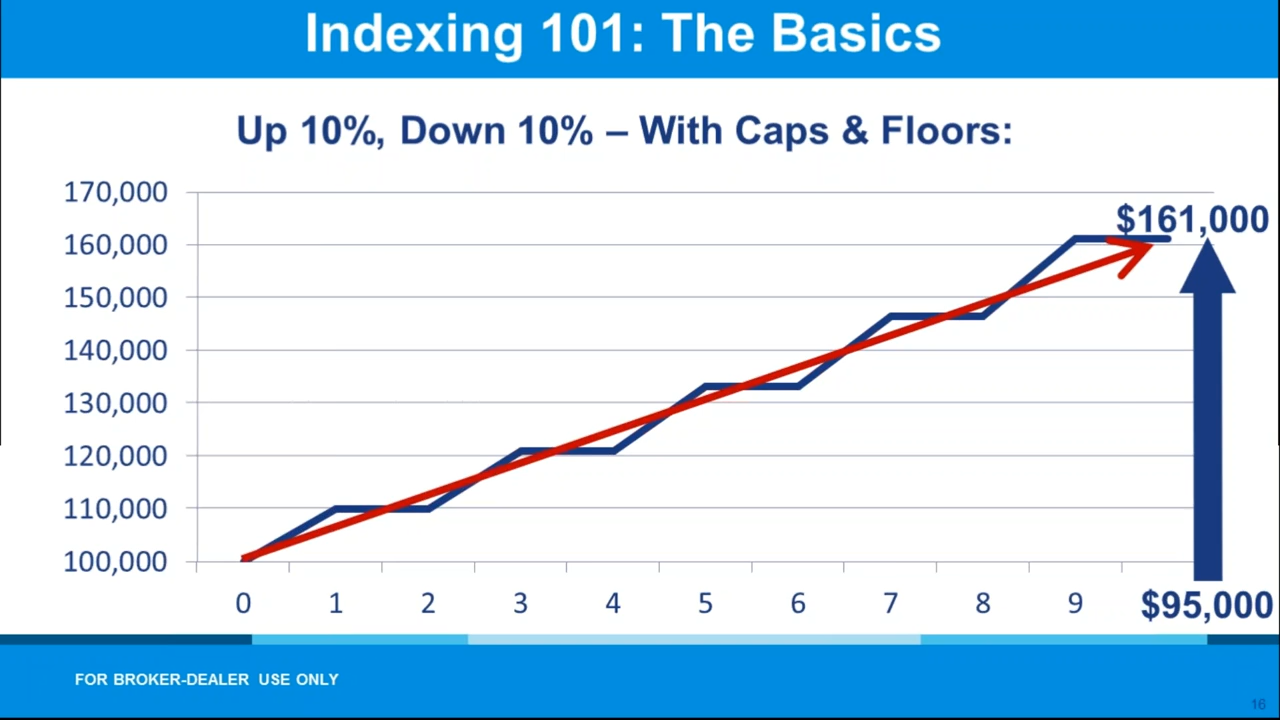 Indexing 101: The Basics
Up 10%, Down 10% – With Caps & Floors:
170,000
$161,000
160,000
150,000
140,000
130,000
120,000
110,000
100,000
0 1 2 3 4 5 6 7 8 9 $95,000
FOR BROKER-DEALER USE ONLY
16